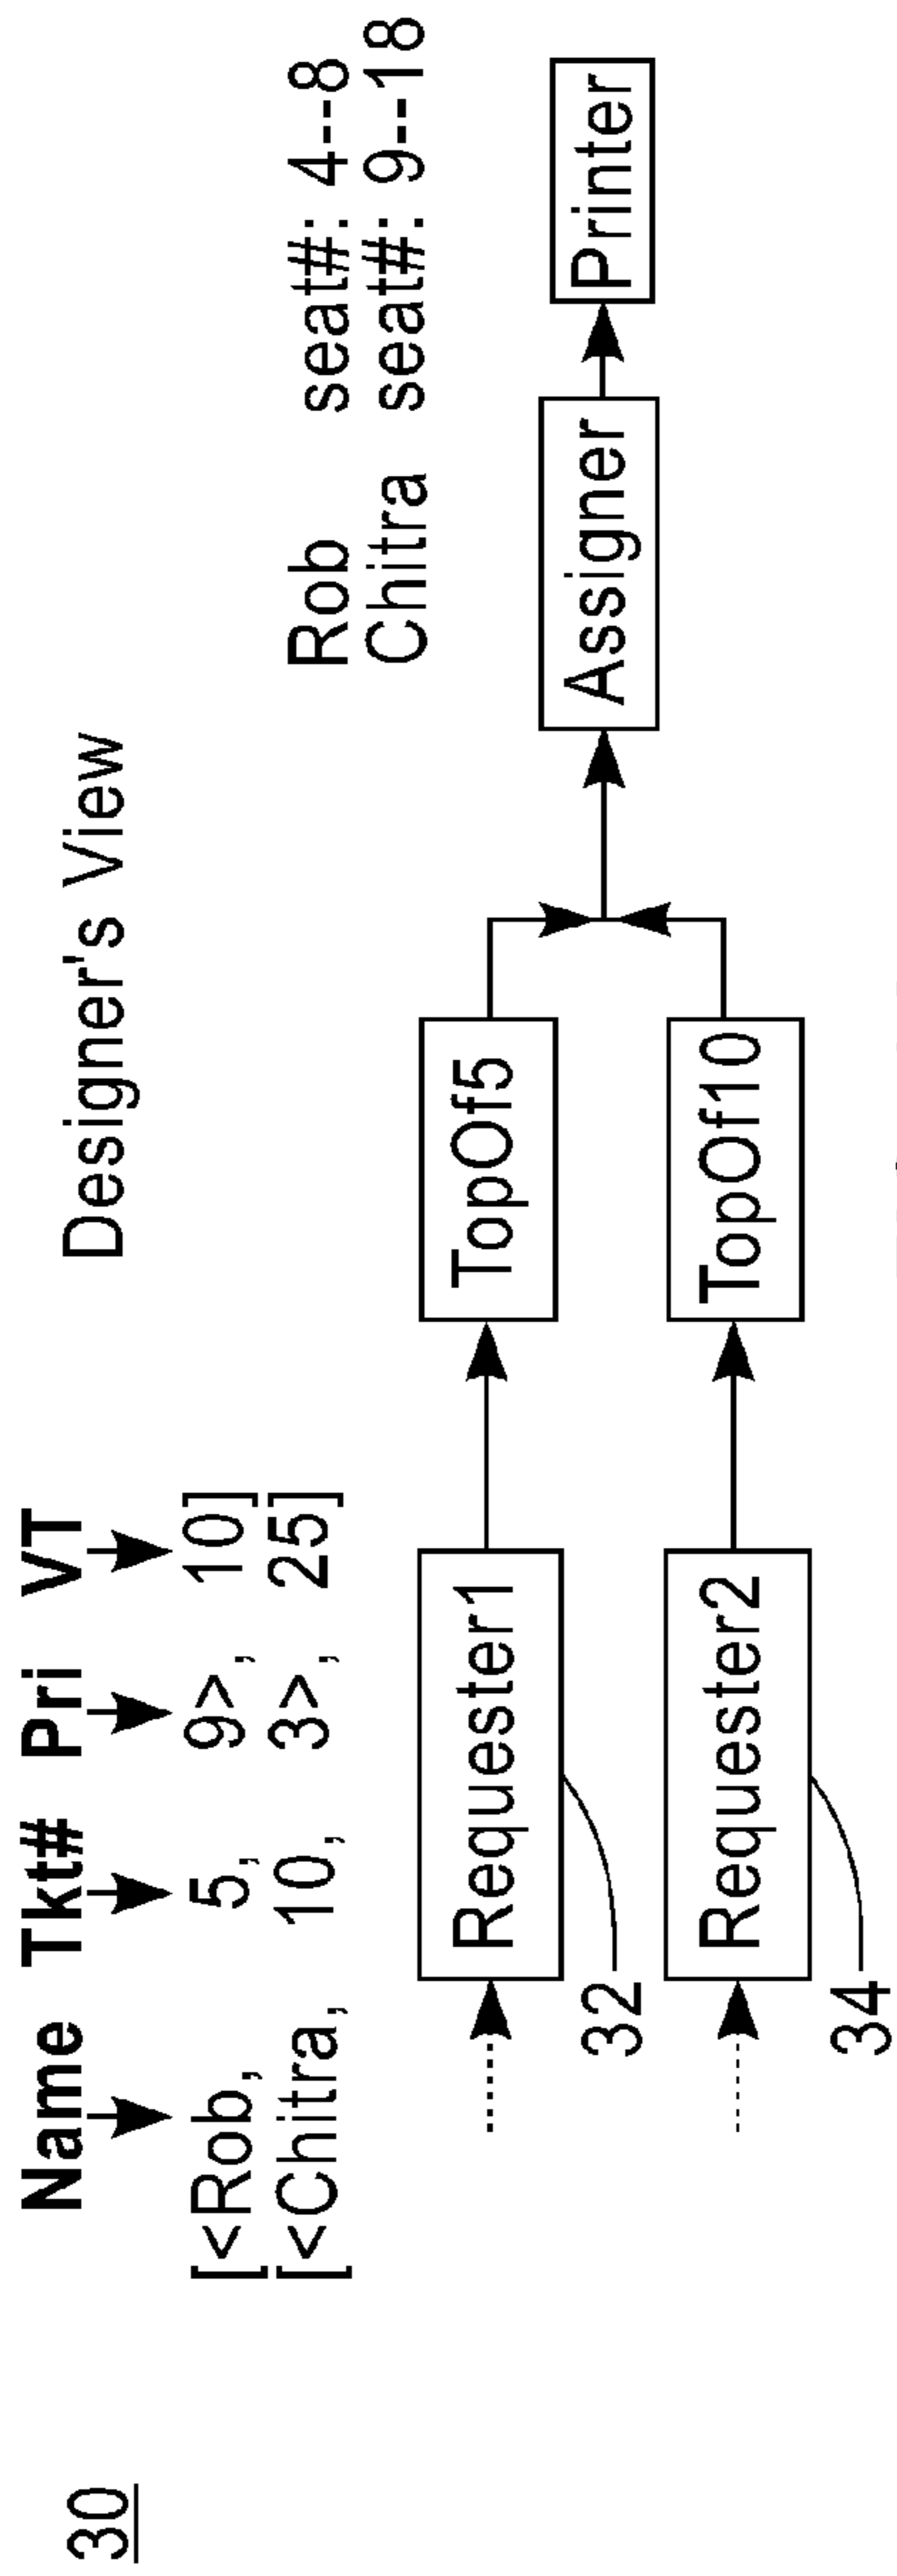 30
Designer's View
Name Tkt# Pri VT
[<Rob, 5, 9>, 10]
[<Chitra, 10, 3>, 25]
Rob seat#: 4--8
Chitra seat#: 9--18
Requester1
TopOf5
32
Assigner
Printer
Requester2
TopOf10
34